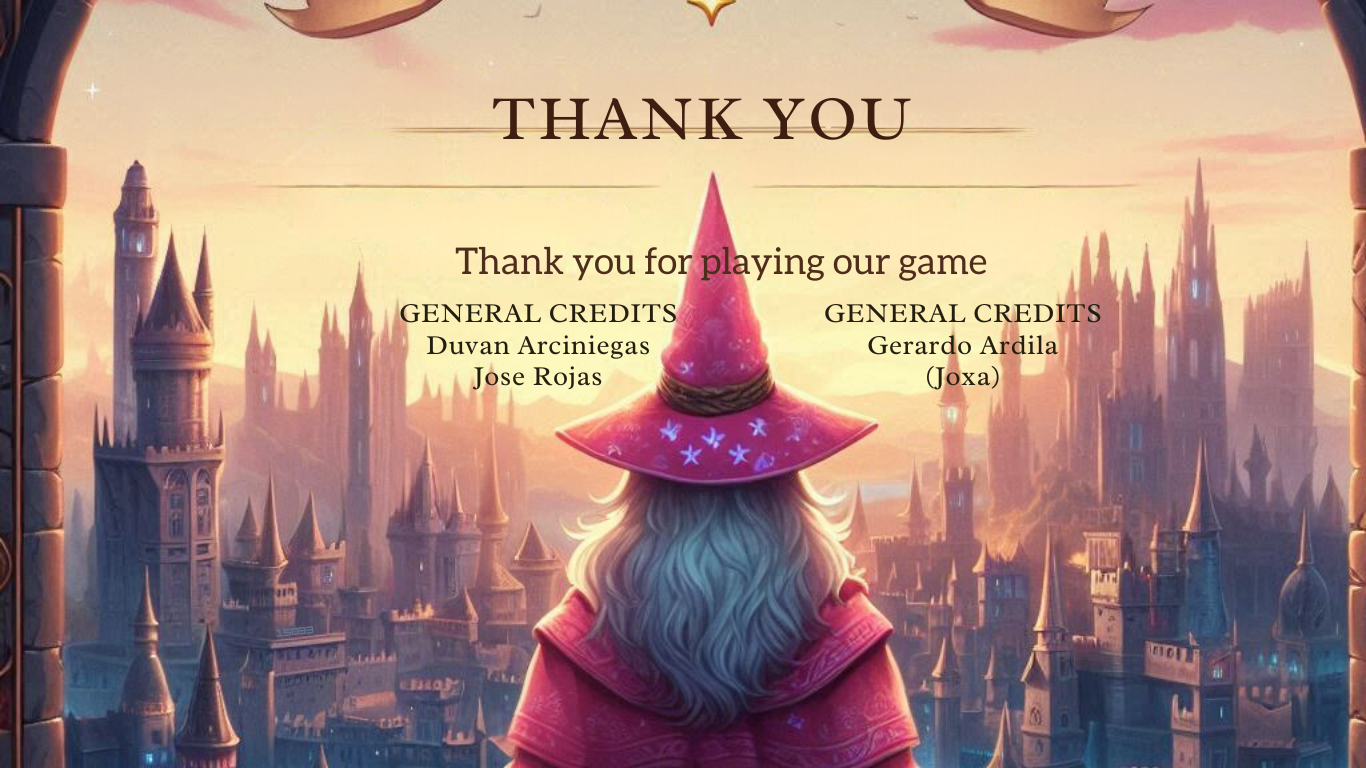 THANK YOU
Thank you for playing our game
GENERAL CREDITS
Duvan Arciniegas
Jose Rojas
GENERAL CREDITS
Gerardo Ardila
(Joxa)